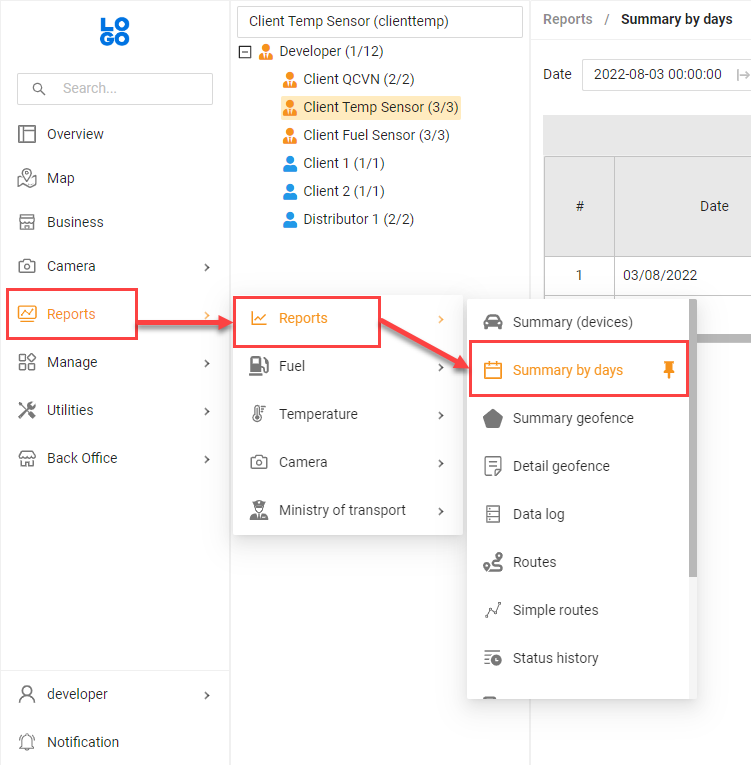 LO
GO
Search...
Overview
Map
Business
Camera
Reports
Manage
Utilities
Back Office
developer
Notification
Client Temp Sensor (clienttemp)
Developer (1/12)
Client QCVN (2/2)
Client Temp Sensor (3/3)
Client Fuel Sensor (3/3)
Client 1 (1/1)
Client 2 (1/1)
Distributor 1 (2/2)
Reports
Fuel
Temperature
Camera
Ministry of transport
Summary (devices)
Summary by days
Summary geofence
Detail geofence
Data log
Routes
Simple routes
Status history
Reports / Summary by days
Date 2022-08-03 00:00:00
# Date
1 03/08/2022